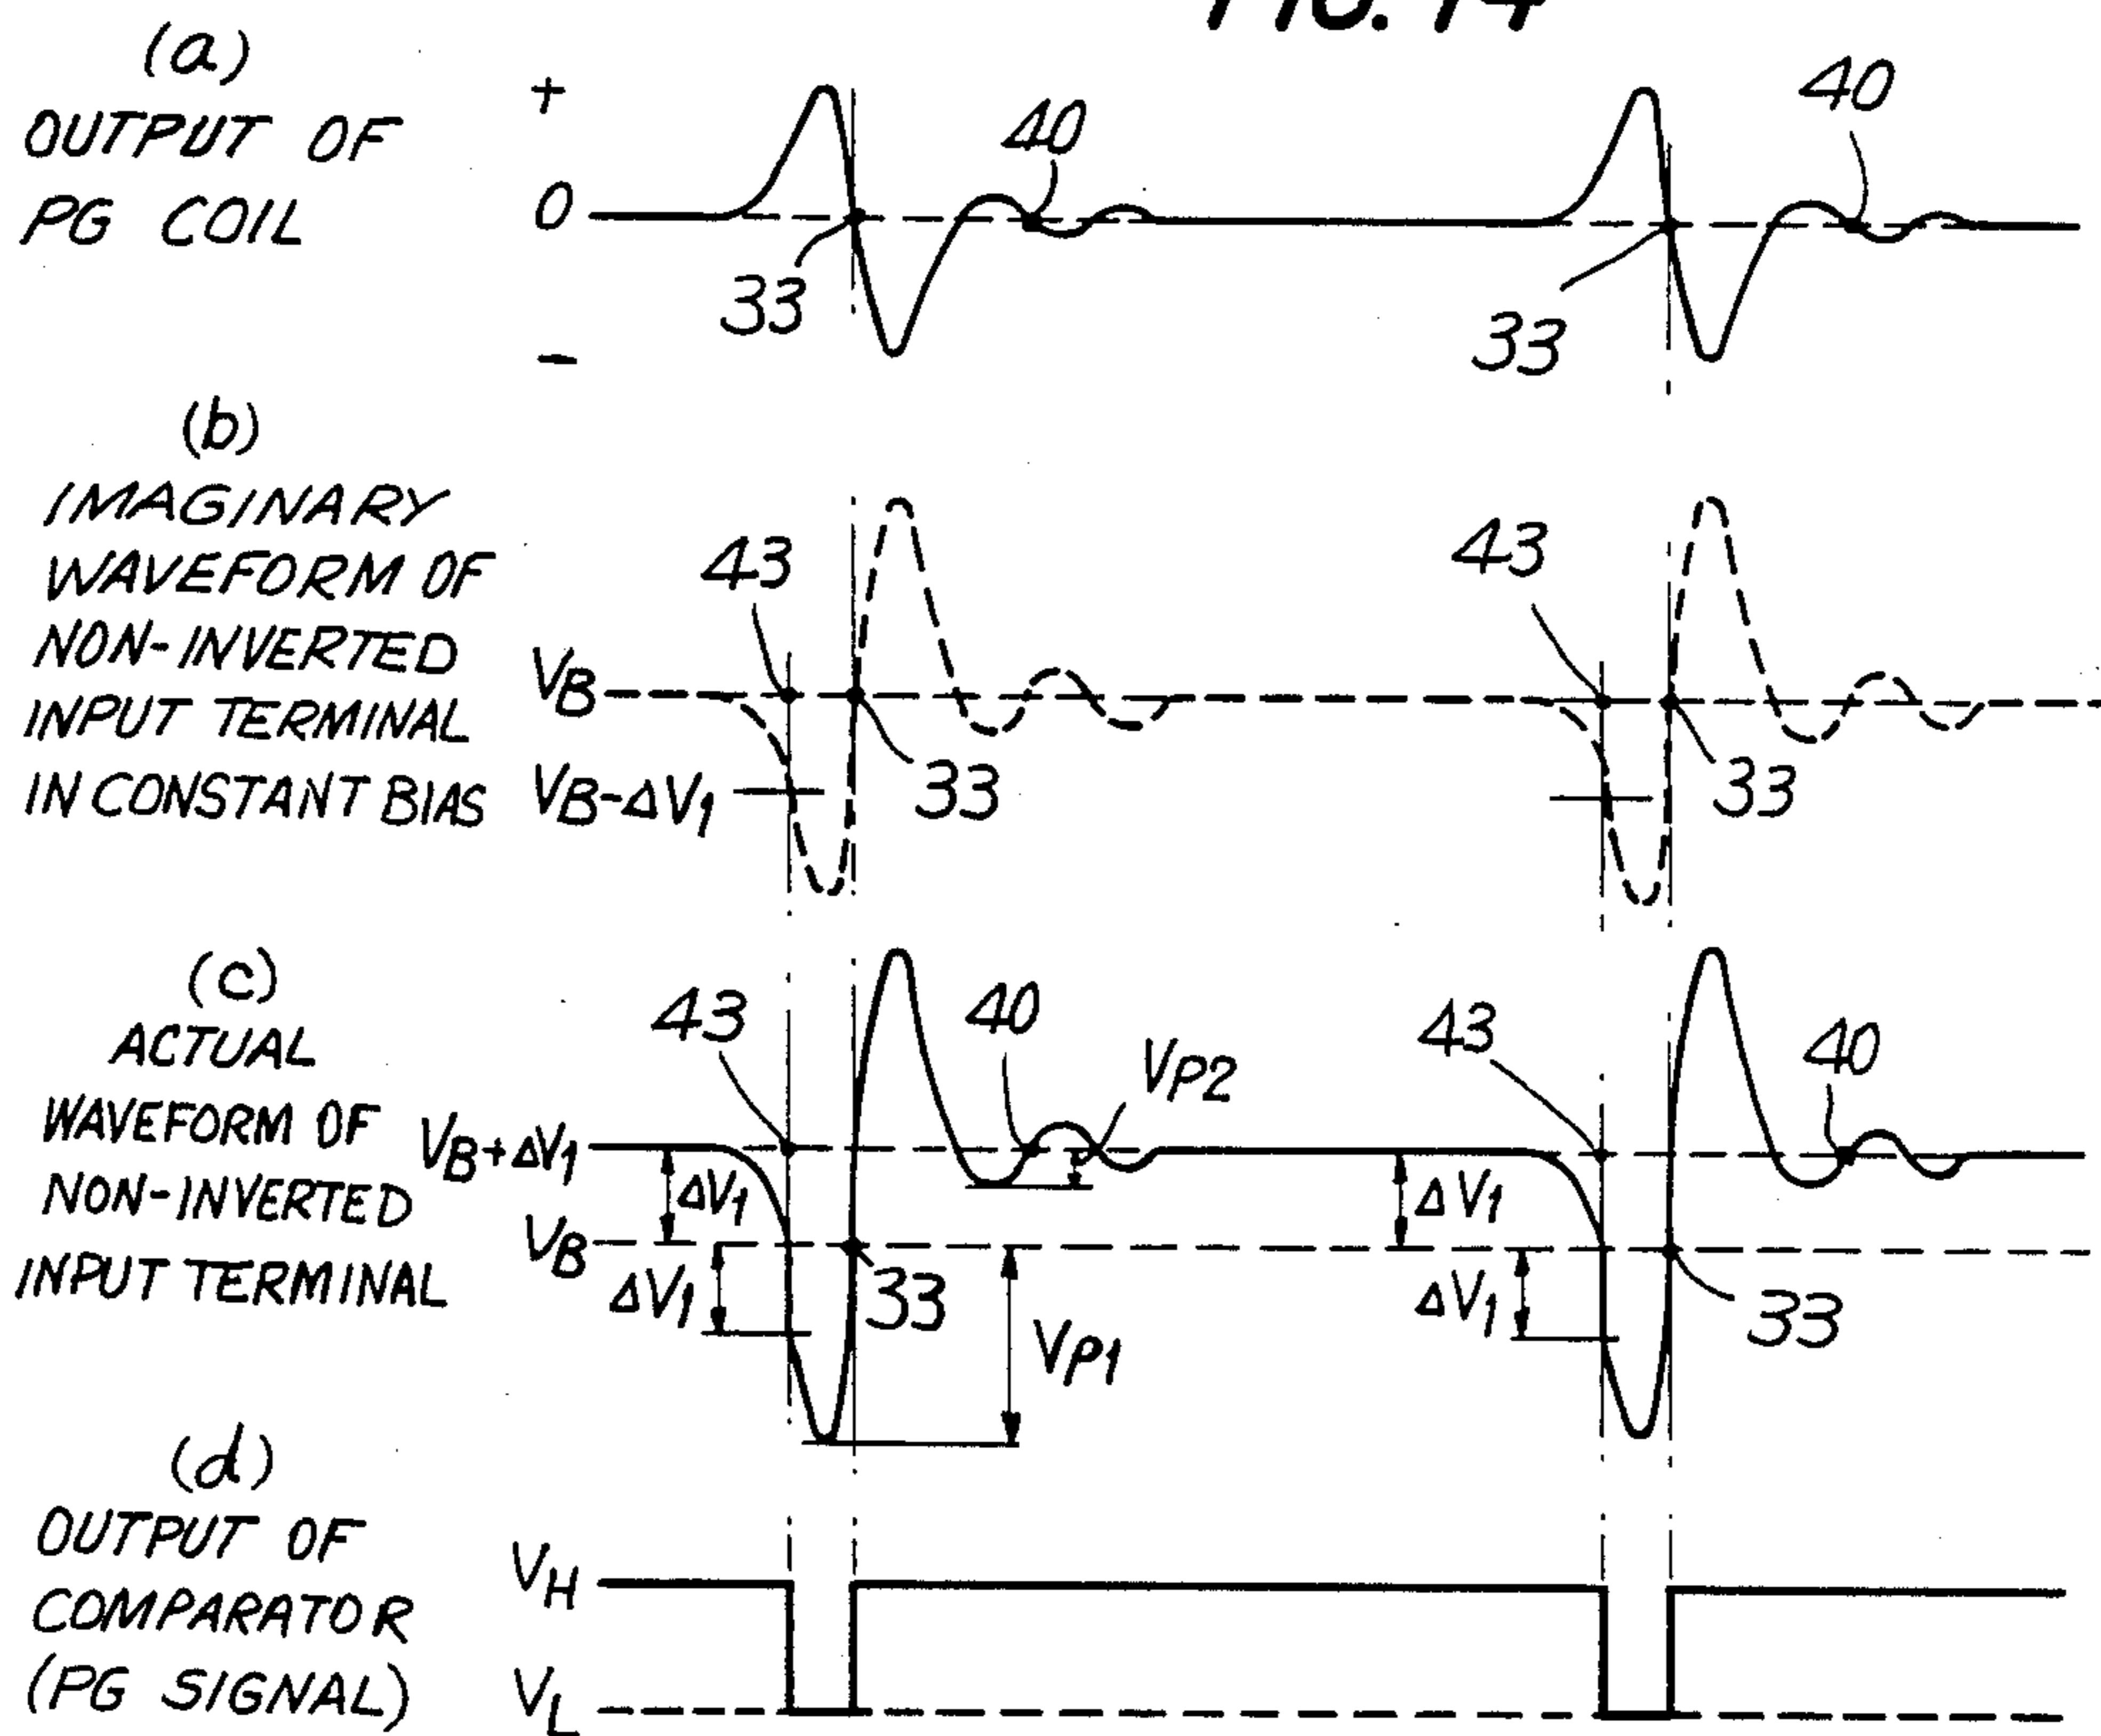 FIG. 14
(a)
OUTPUT OF
PG COIL
+
0
-
40
40
33
33
(b)
IMAGINARY
WAVEFORM OF
NON-INVERTED
INPUT TERMINAL
IN CONSTANT BIAS
VB
VB-ΔV1
43
33
43
33
(c)
ACTUAL
WAVEFORM OF
NON-INVERTED
INPUT TERMINAL
VB+ΔV1
VB
43
40
VP2
43
40
ΔV1
ΔV1
ΔV1
33
VP1
ΔV1
33
(d)
OUTPUT OF
COMPARATOR
(PG SIGNAL)
VH
VL